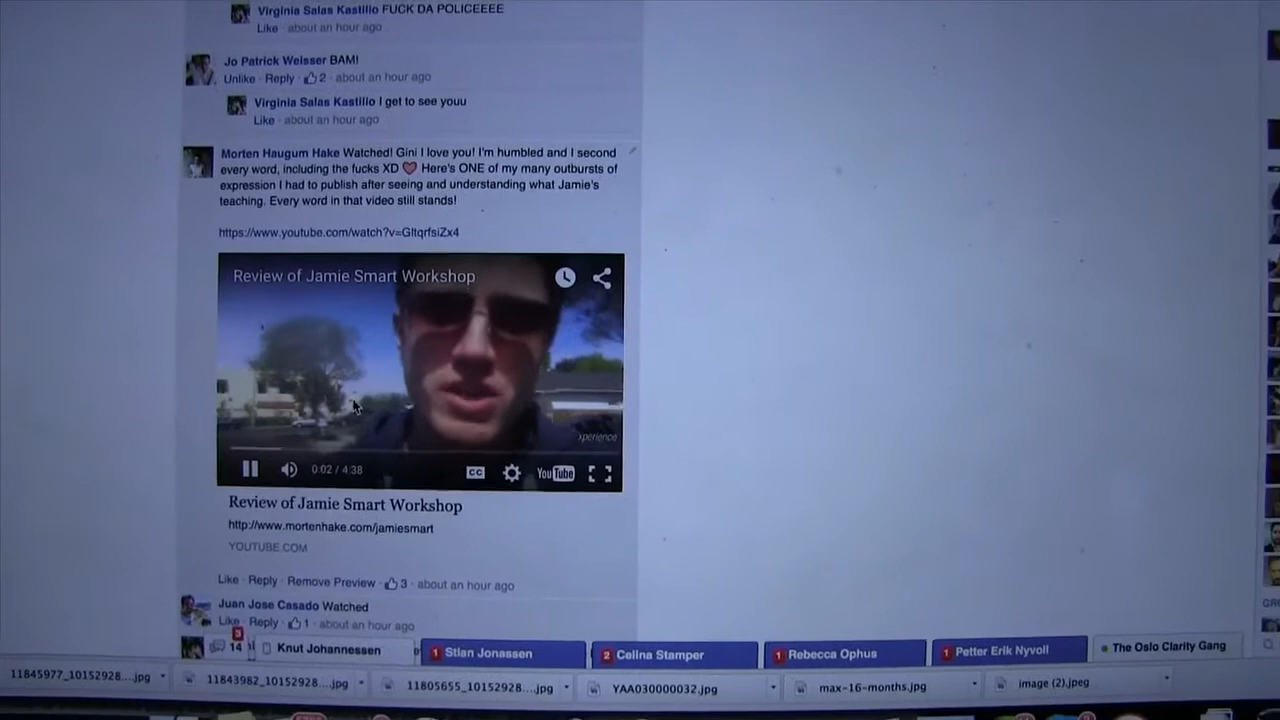 Virginia Salas Kastilio FUCK DA POLICEEEE
Like · about an hour ago
Jo Patrick Weisser BAM!
Unlike · Reply · 2 · about an hour ago
Virginia Salas Kastilio I get to see youu
Like · about an hour ago
Morten Haugum Hake Watched! Gini I love you! I'm humbled and I second
every word, including the fucks XD ❤ Here's ONE of my many outbursts of
expression I had to publish after seeing and understanding what Jamie's
teaching. Every word in that video still stands!
https://www.youtube.com/watch?v=GltqrfsiZx4
Review of Jamie Smart Workshop
xperience
0:02 / 4:38
CC
YouTube
Review of Jamie Smart Workshop
http://www.mortenhake.com/jamiesmart
YOUTUBE.COM
Like · Reply · Remove Preview · 3 · about an hour ago
Juan Jose Casado Watched
Like · Reply · 1 · about an hour ago
3
14
Knut Johannessen
1 Stian Jonassen
2 Celina Stamper
1 Rebecca Ophus
1 Petter Erik Nyvoll
The Oslo Clarity Gang
11845977_10152928....jpg
11843982_10152928....jpg
11805655_10152928....jpg
YAA030000032.jpg
max-16-months.jpg
image (2).jpeg